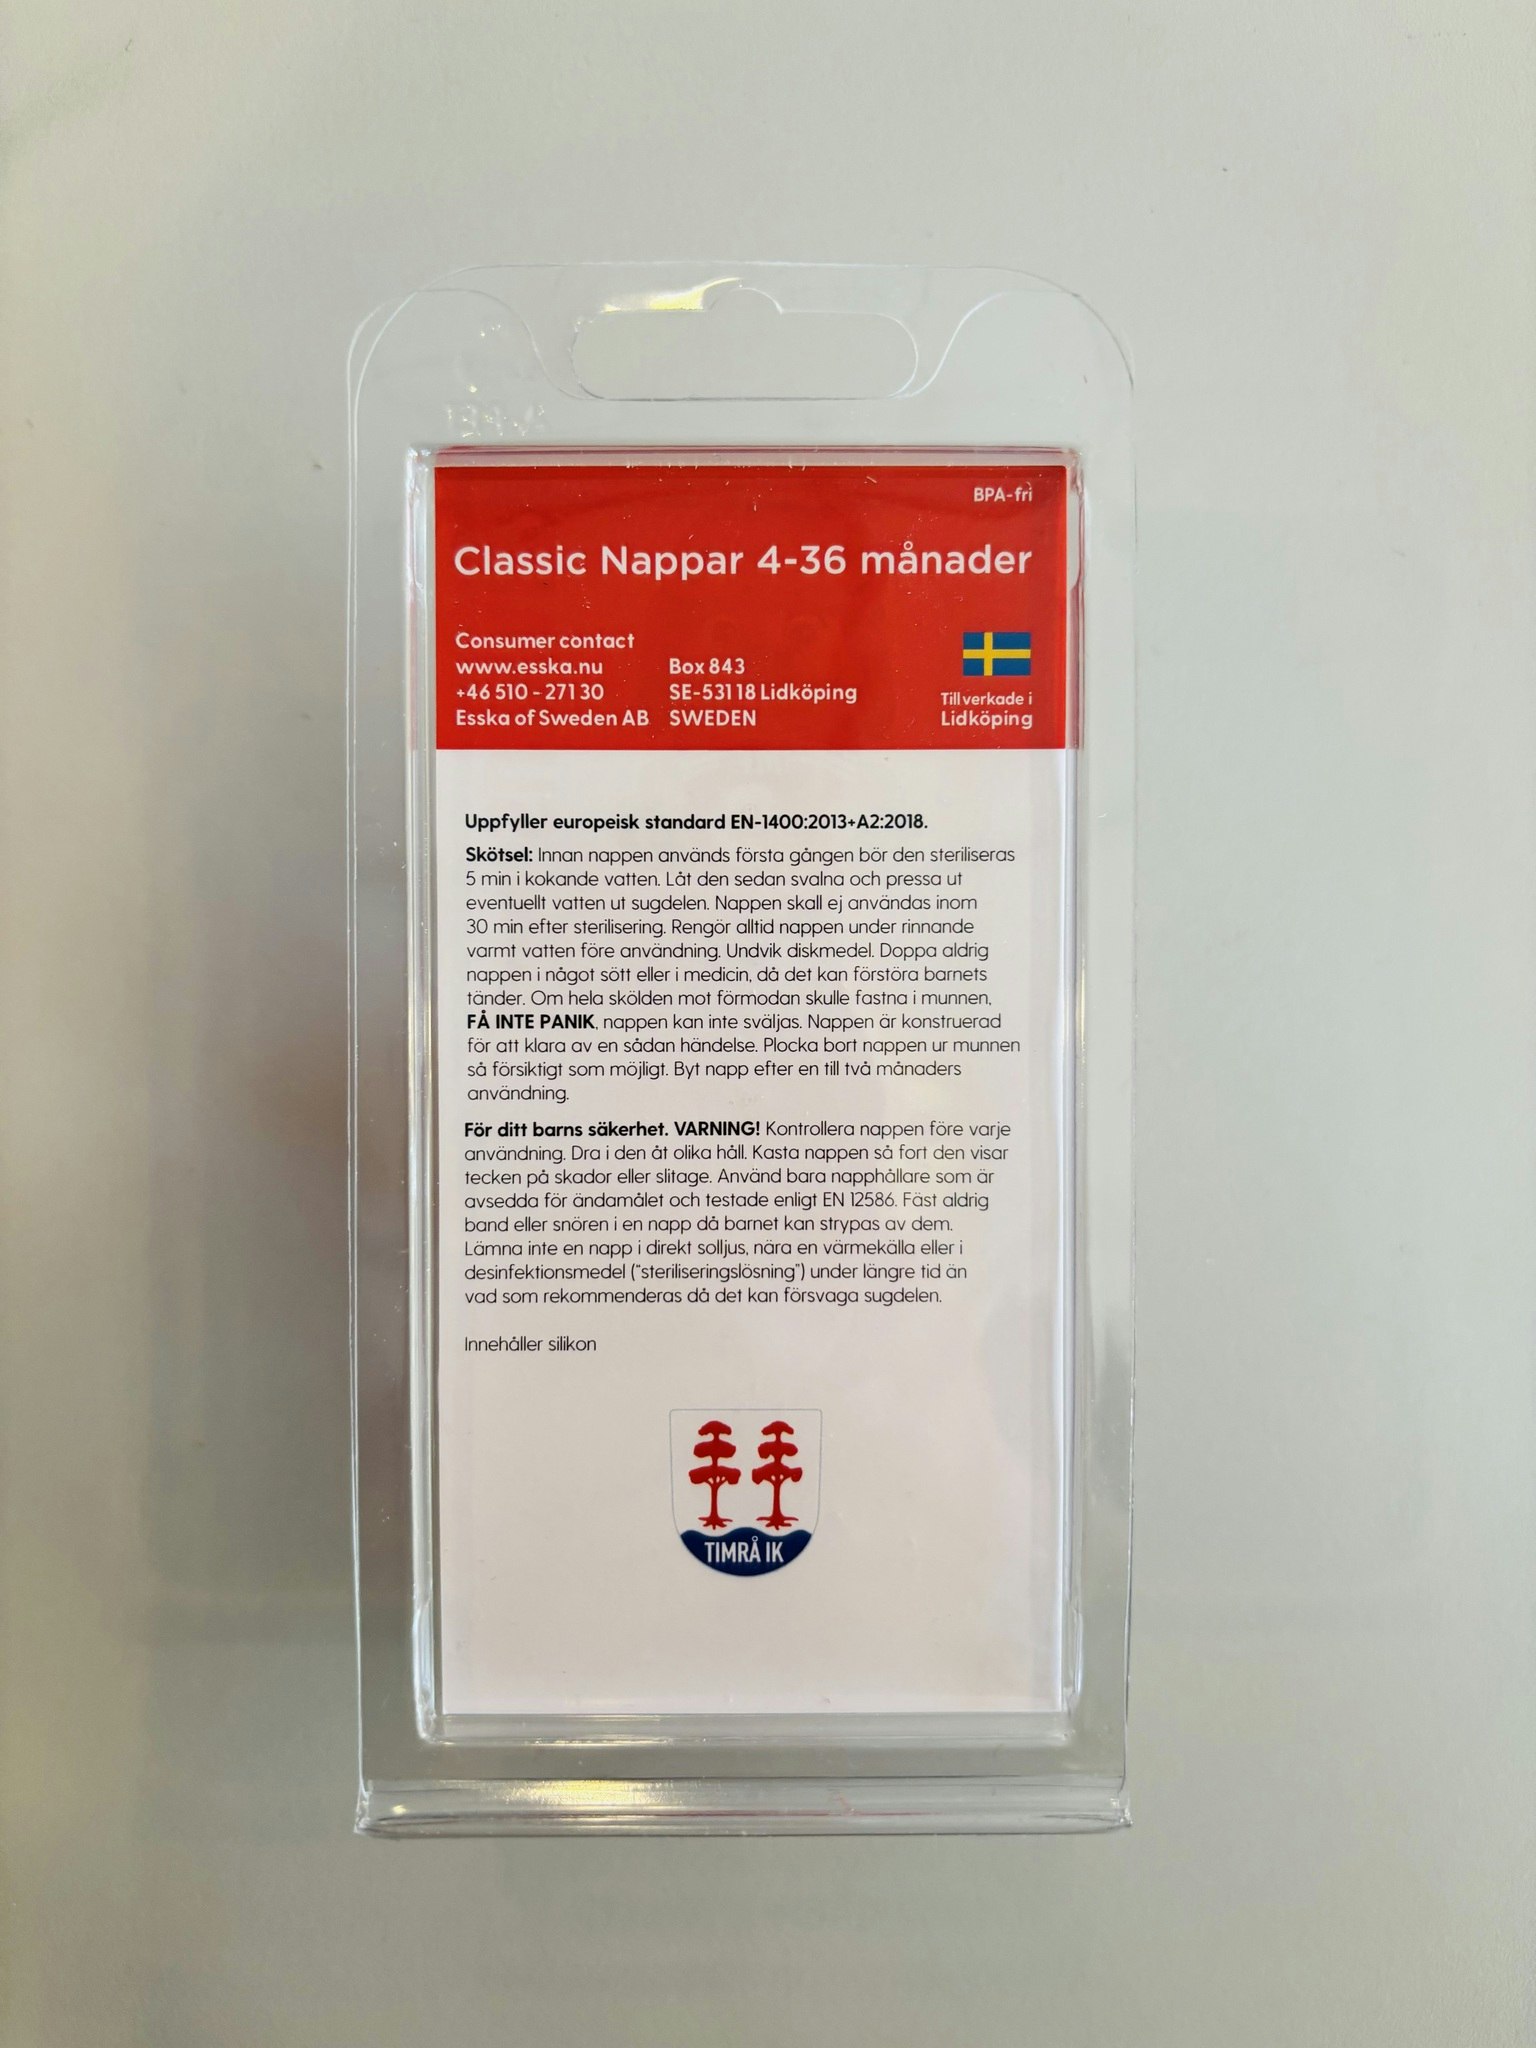 BPA-fri
Classic Nappar 4-36 månader
Consumer contact
www.esska.nu
+46 510 - 271 30
Esska of Sweden AB
Box 843
SE-531 18 Lidköping
SWEDEN
Tillverkade i
Lidköping
Uppfyller europeisk standard EN-1400:2013+A2:2018.
Skötsel: Innan nappen används första gången bör den steriliseras
5 min i kokande vatten. Låt den sedan svalna och pressa ut
eventuellt vatten ut sugdelen. Nappen skall ej användas inom
30 min efter sterilisering. Rengör alltid nappen under rinnande
varmt vatten före användning. Undvik diskmedel. Doppa aldrig
nappen i något sött eller i medicin, då det kan förstöra barnets
tänder. Om hela skölden mot förmodan skulle fastna i munnen,
FÅ INTE PANIK, nappen kan inte sväljas. Nappen är konstruerad
för att klara av en sådan händelse. Plocka bort nappen ur munnen
så försiktigt som möjligt. Byt napp efter en till två månaders
användning.
För ditt barns säkerhet. VARNING! Kontrollera nappen före varje
användning. Dra i den åt olika håll. Kasta nappen så fort den visar
tecken på skador eller slitage. Använd bara napphållare som är
avsedda för ändamålet och testade enligt EN 12586. Fäst aldrig
band eller snören i en napp då barnet kan strypas av dem.
Lämna inte en napp i direkt solljus, nära en värmekälla eller i
desinfektionsmedel ("steriliseringslösning") under längre tid än
vad som rekommenderas då det kan försvaga sugdelen.
Innehåller silikon
TIMRÅ IK